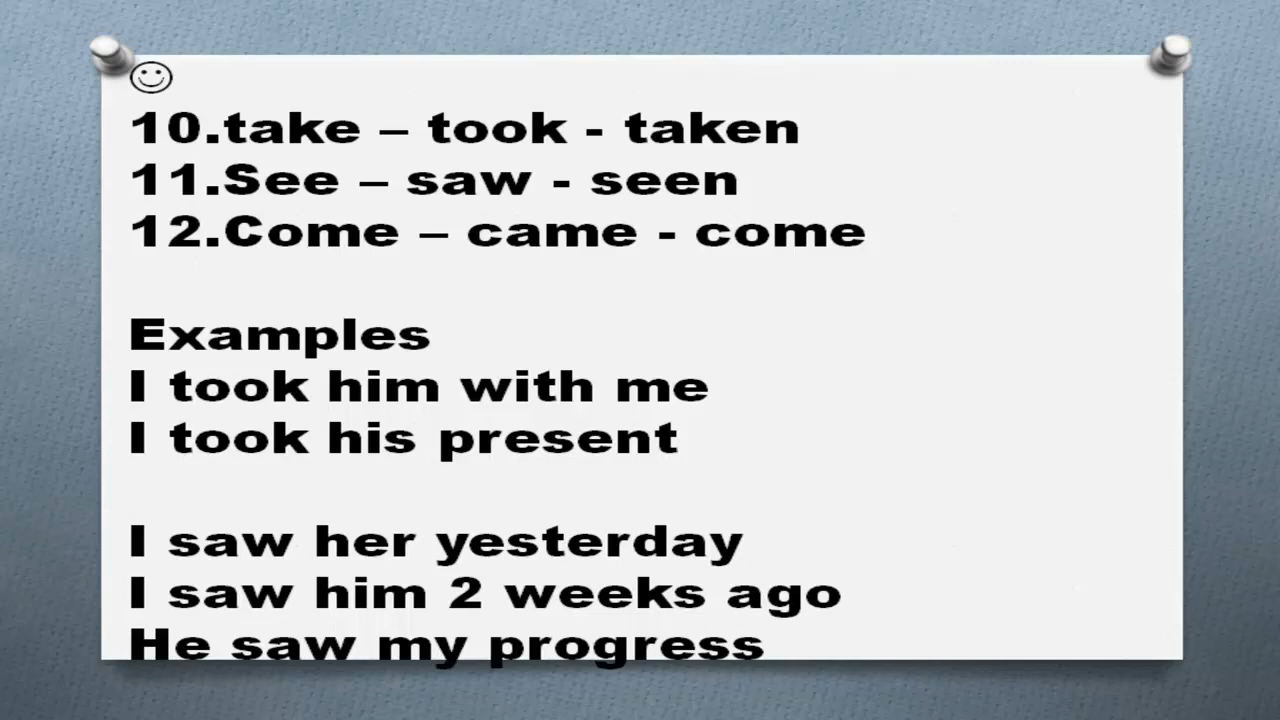 10.take – took - taken
11.See – saw - seen
12.Come – came - come
Examples
I took him with me
I took his present
I saw her yesterday
I saw him 2 weeks ago
He saw my progress